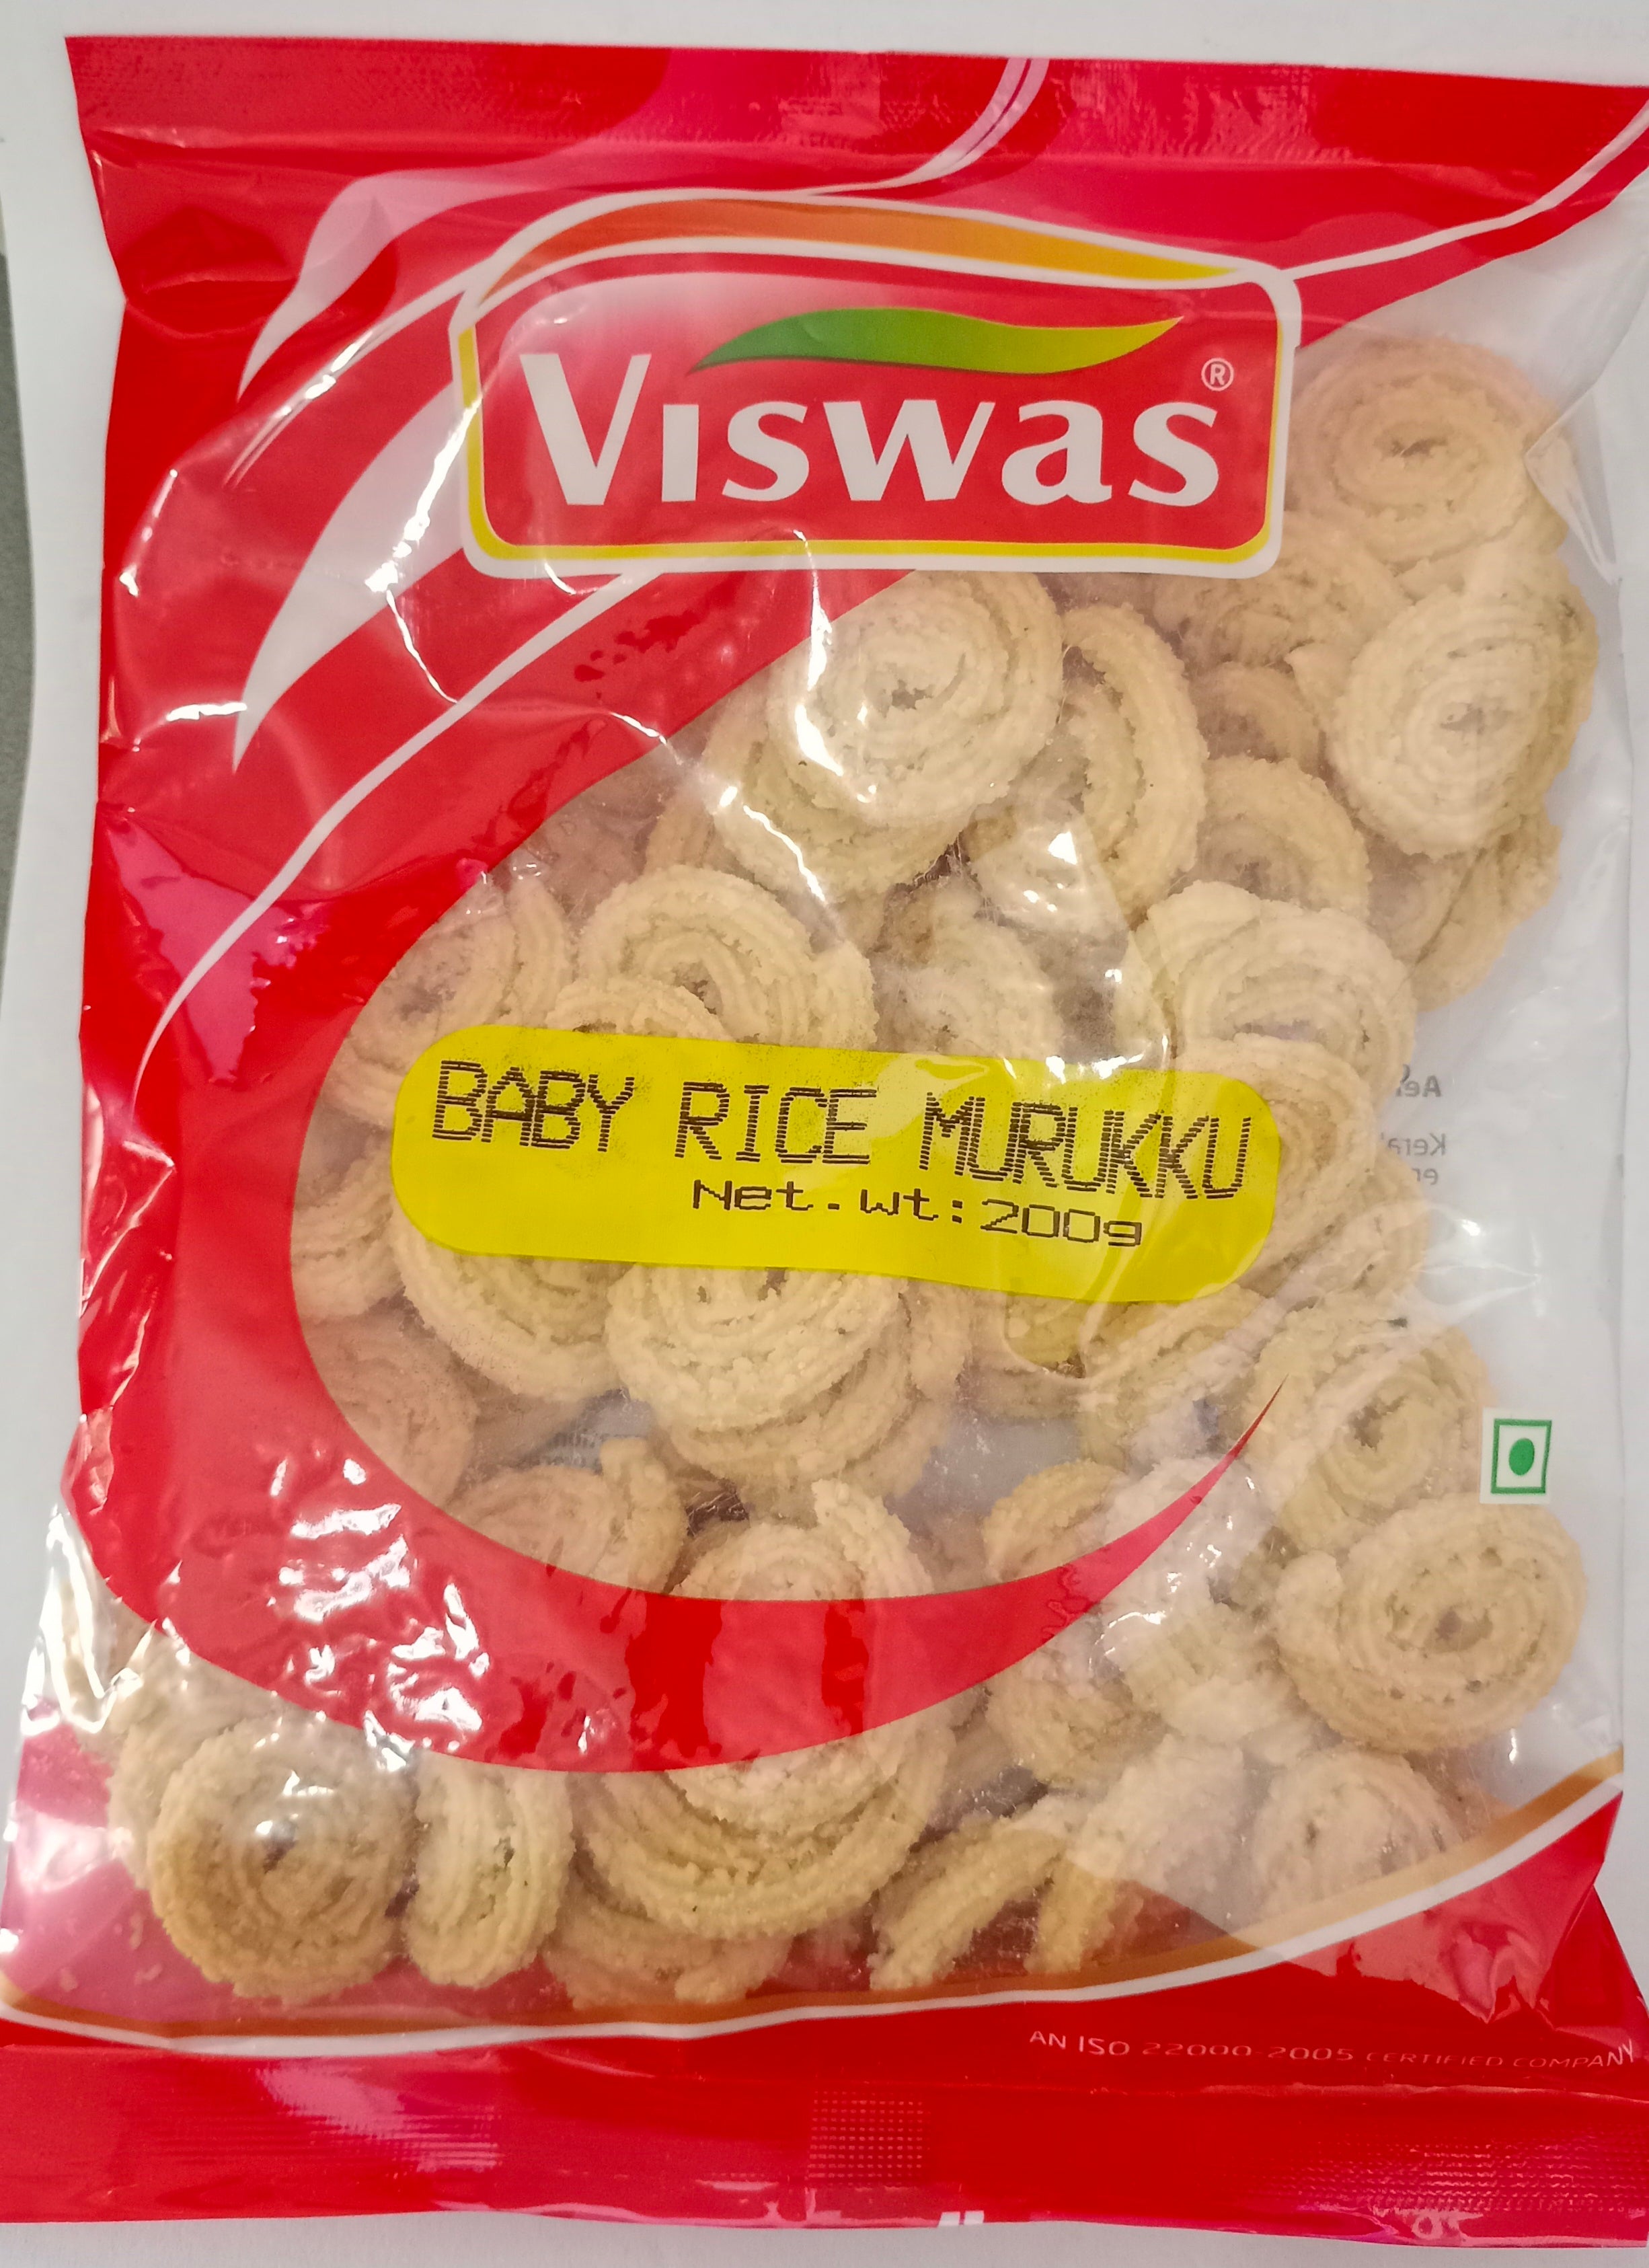 Viswas®
BABY RICE MURUKKU
Net.wt:200g
AN ISO 22000-2005 CERTIFIED COMPANY